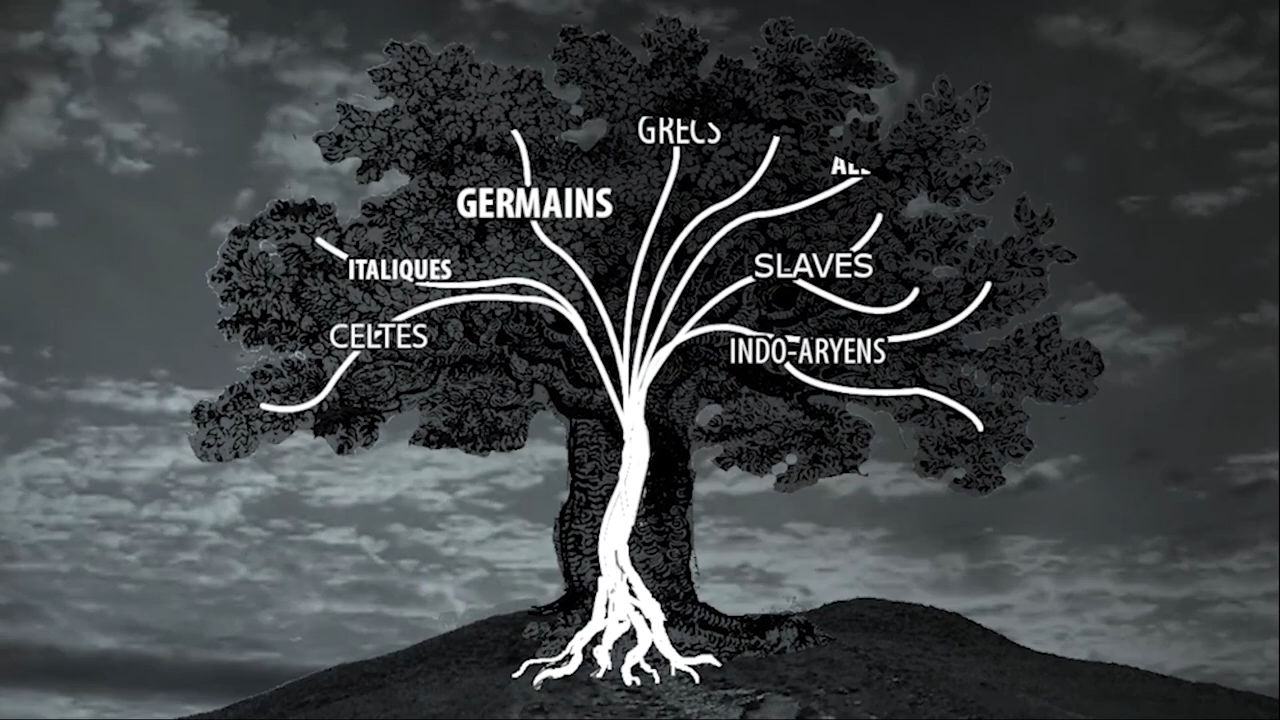 GRECS
GERMAINS
SLAVES
ITALIQUES
CELTES
INDO-ARYENS